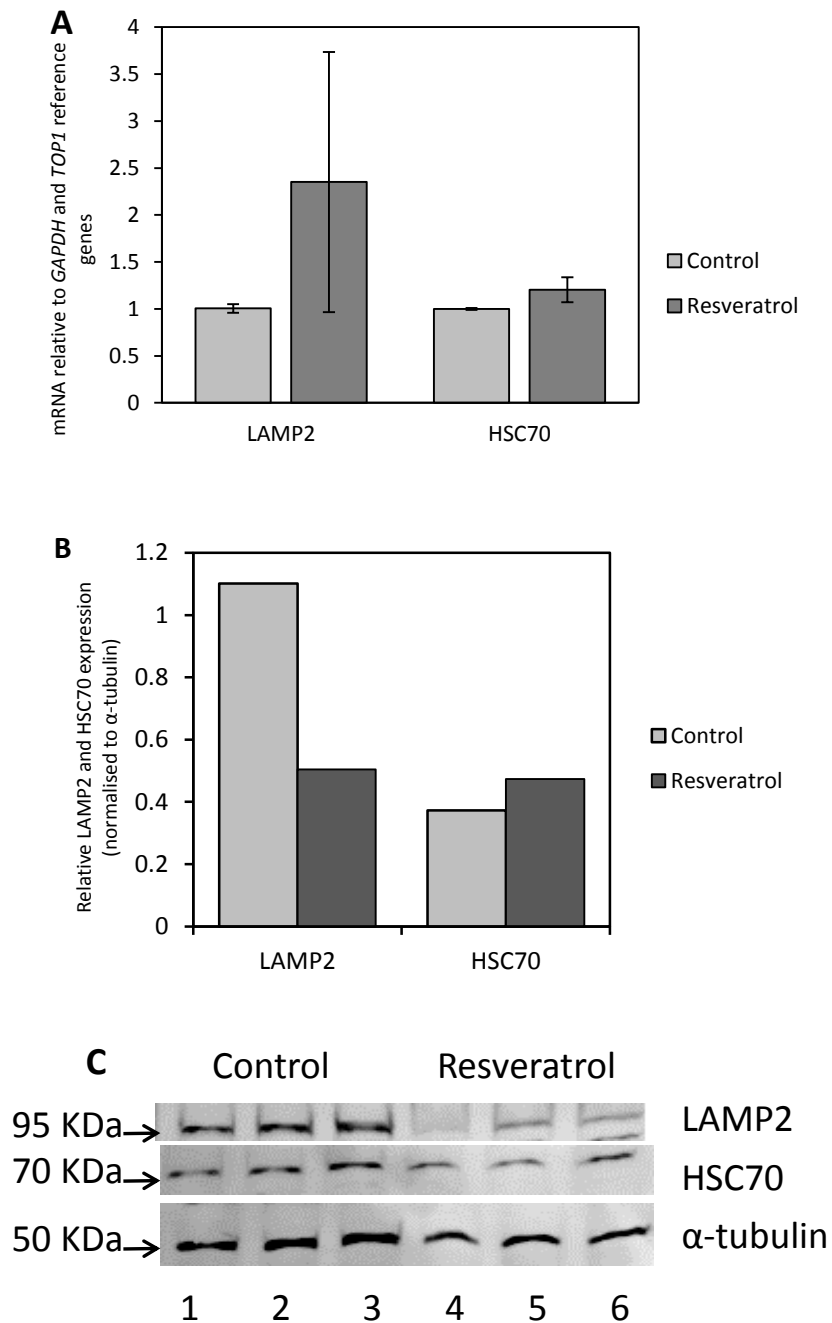 A
mRNA relative to GAPDH and TOP1 reference
genes
4
3.5
3
2.5
2
1.5
1
0.5
0
LAMP2 HSC70
Control
Resveratrol
B
Relative LAMP2 and HSC70 expression
(normalised to α-tubulin)
1.2
1
0.8
0.6
0.4
0.2
0
LAMP2 HSC70
Control
Resveratrol
C Control Resveratrol
95 KDa LAMP2
70 KDa HSC70
50 KDa α-tubulin
1 2 3 4 5 6